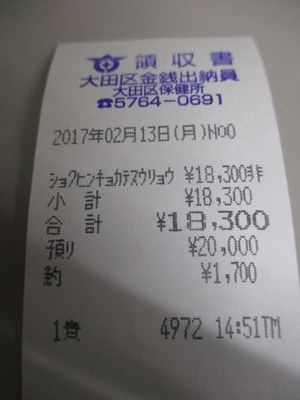 領収書
大田区金銭出納員
大田区保健所
☎5764-0691
2017年02月13日(月)N00
ショクヒンキョカテスウリョウ ¥18,300非
小計 ¥18,300
合計 ¥18,300
預り ¥20,000
釣 ¥1,700
1責 4972 14:51TM